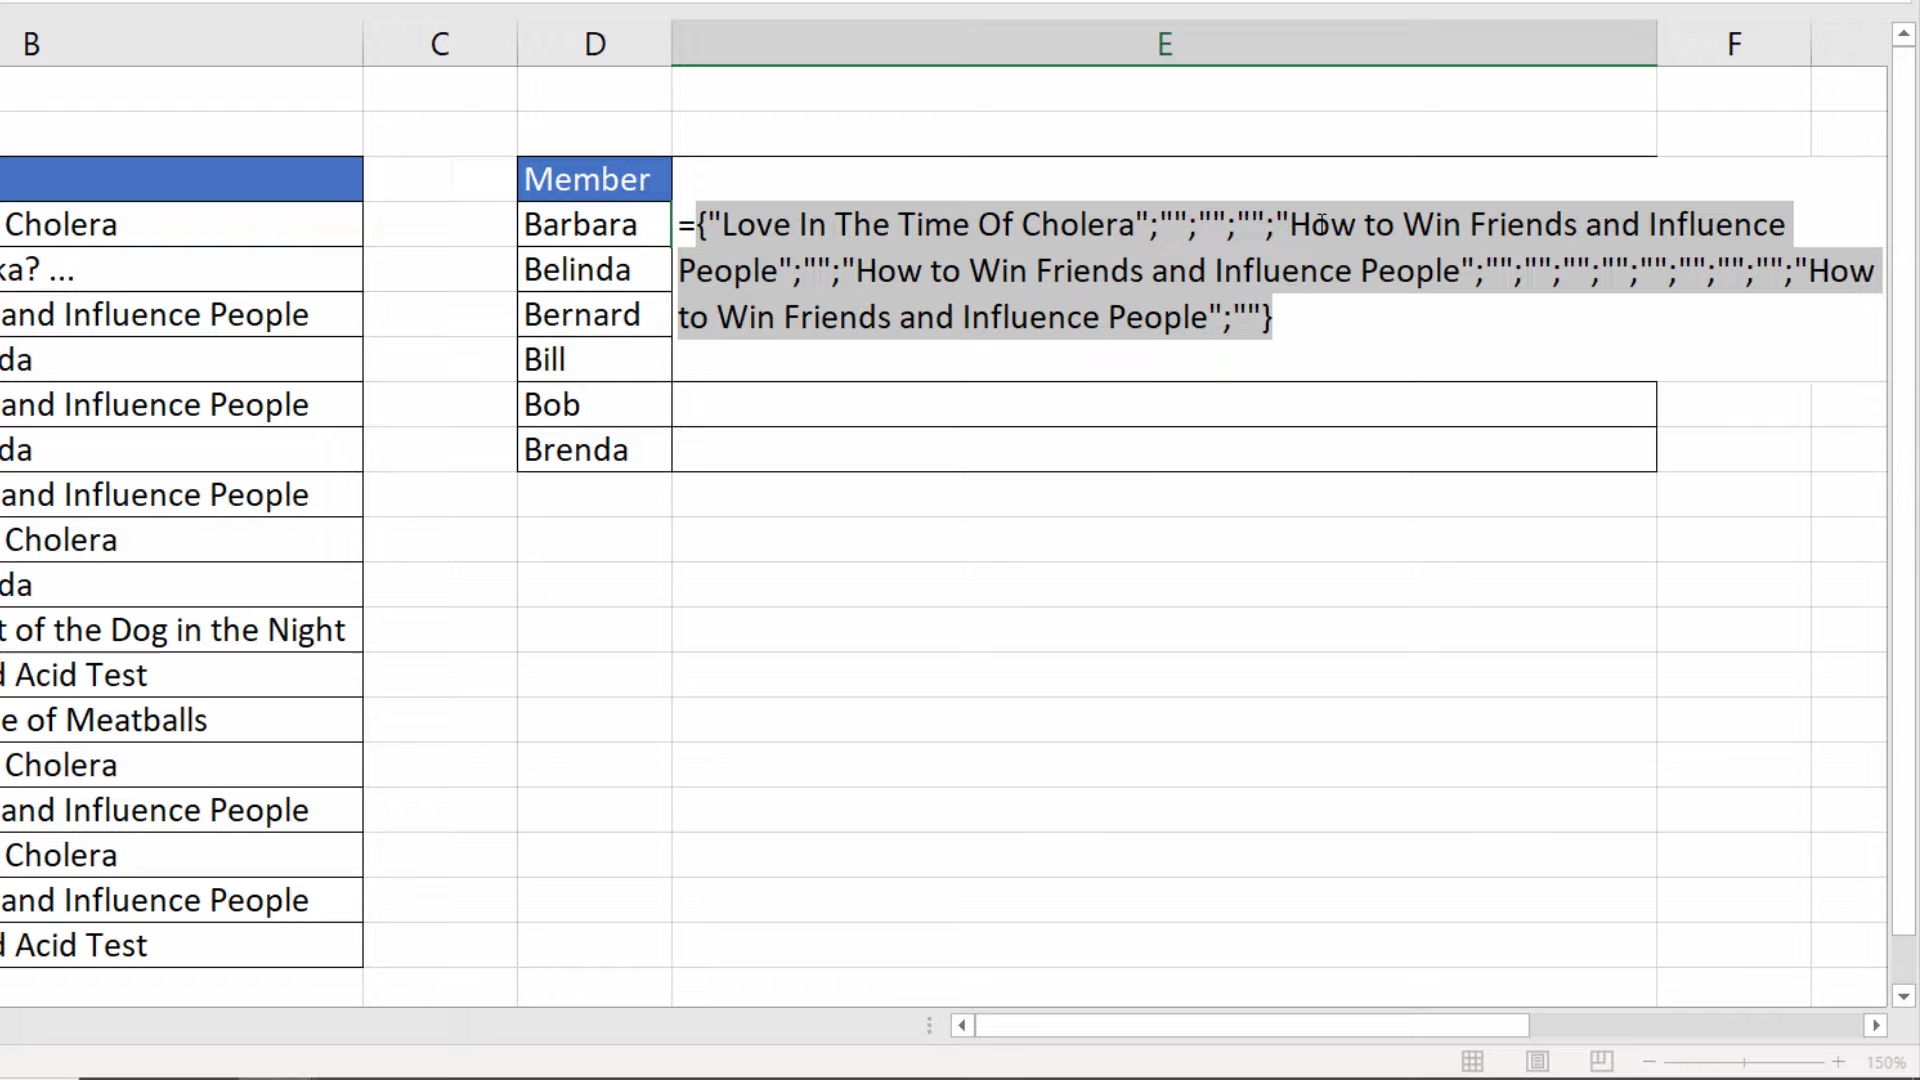 B C D E F
Member
Cholera Barbara ={"Love In The Time Of Cholera";"";"";"";"How to Win Friends and Influence
ka? ... Belinda People";"";"How to Win Friends and Influence People";"";"";"";"";"";"";"";"";"How
and Influence People Bernard to Win Friends and Influence People";""}
da Bill
and Influence People Bob
da Brenda
and Influence People
Cholera
da
t of the Dog in the Night
d Acid Test
e of Meatballs
Cholera
and Influence People
Cholera
and Influence People
d Acid Test
150%